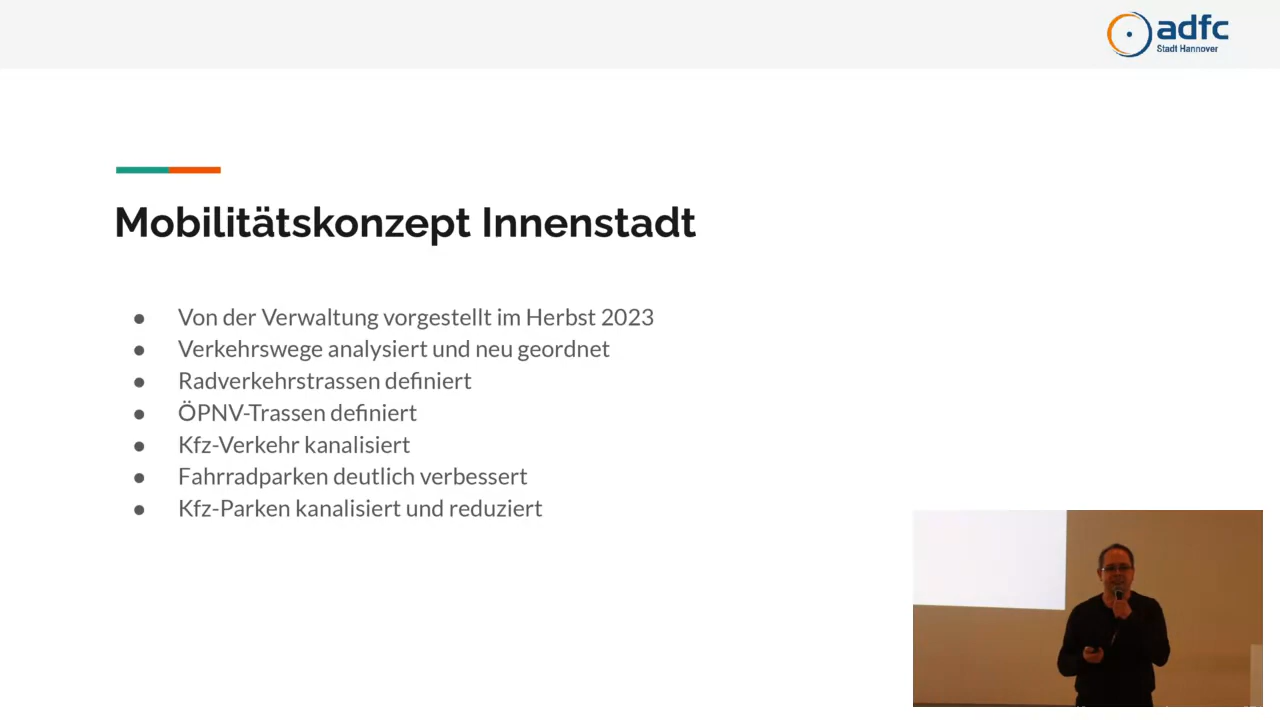 adfc
Stadt Hannover
Mobilitätskonzept Innenstadt
● Von der Verwaltung vorgestellt im Herbst 2023
● Verkehrswege analysiert und neu geordnet
● Radverkehrstrassen definiert
● ÖPNV-Trassen definiert
● Kfz-Verkehr kanalisiert
● Fahrradparken deutlich verbessert
● Kfz-Parken kanalisiert und reduziert